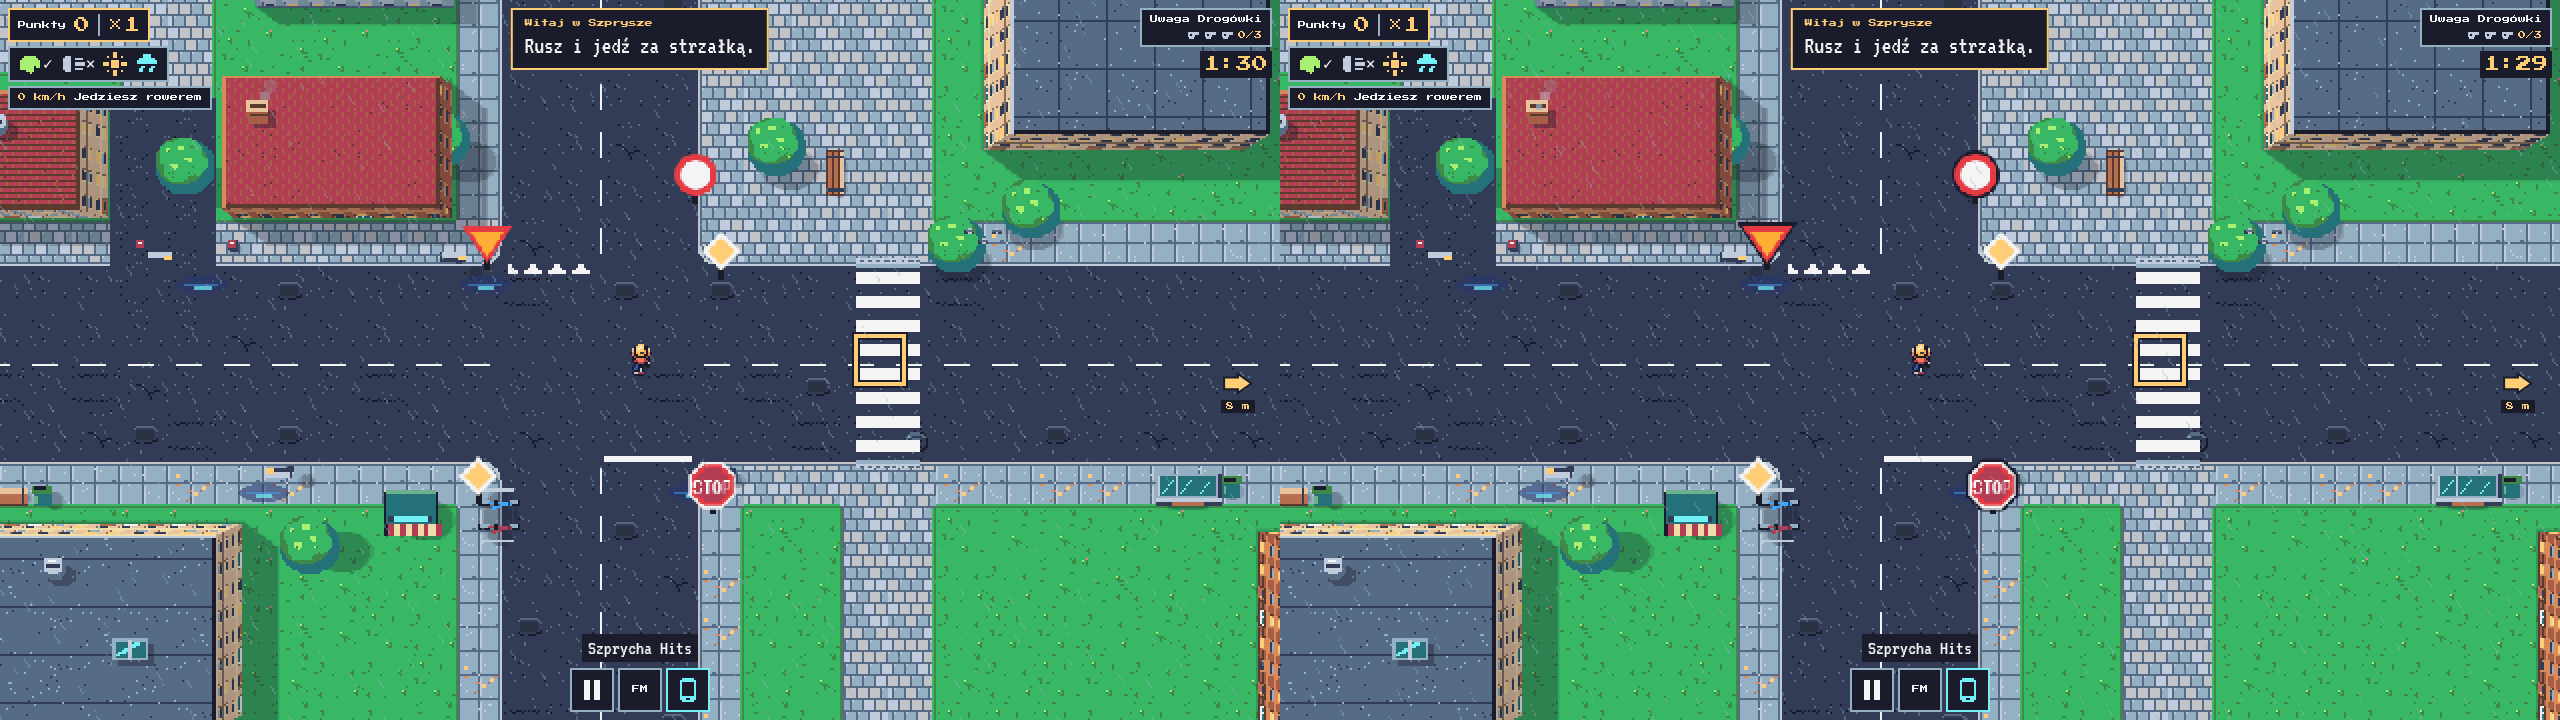 Punkty 0 | x1
0 km/h Jedziesz rowerem
Witaj w Szprysze
Rusz i jedź za strzałką.
Uwaga Drogówki
0/3
1:30
8 m
STOP
Szprycha Hits
FM
Punkty 0 | x1
0 km/h Jedziesz rowerem
Witaj w Szprysze
Rusz i jedź za strzałką.
Uwaga Drogówki
0/3
1:29
8 m
STOP
Szprycha Hits
FM